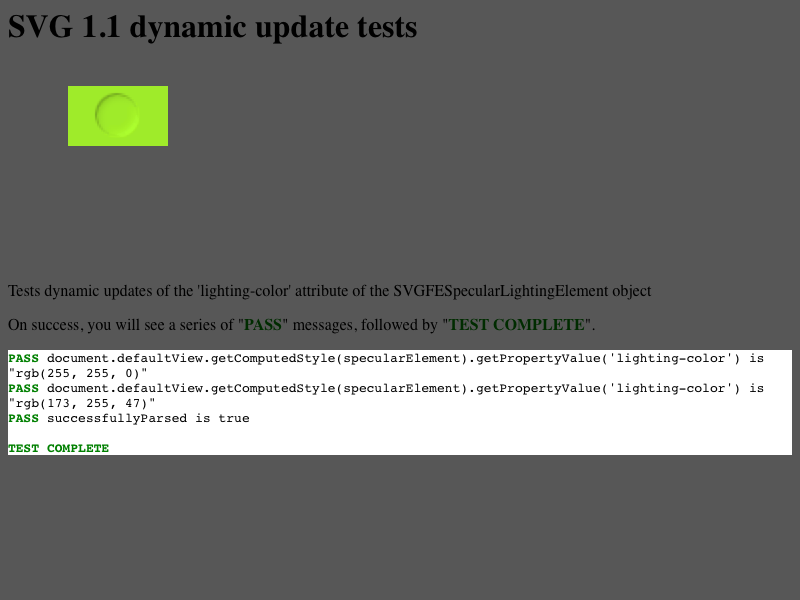 SVG 1.1 dynamic update tests
Tests dynamic updates of the 'lighting-color' attribute of the SVGFESpecularLightingElement object
On success, you will see a series of "PASS" messages, followed by "TEST COMPLETE".
PASS document.defaultView.getComputedStyle(specularElement).getPropertyValue('lighting-color') is
"rgb(255, 255, 0)"
PASS document.defaultView.getComputedStyle(specularElement).getPropertyValue('lighting-color') is
"rgb(173, 255, 47)"
PASS successfullyParsed is true
TEST COMPLETE